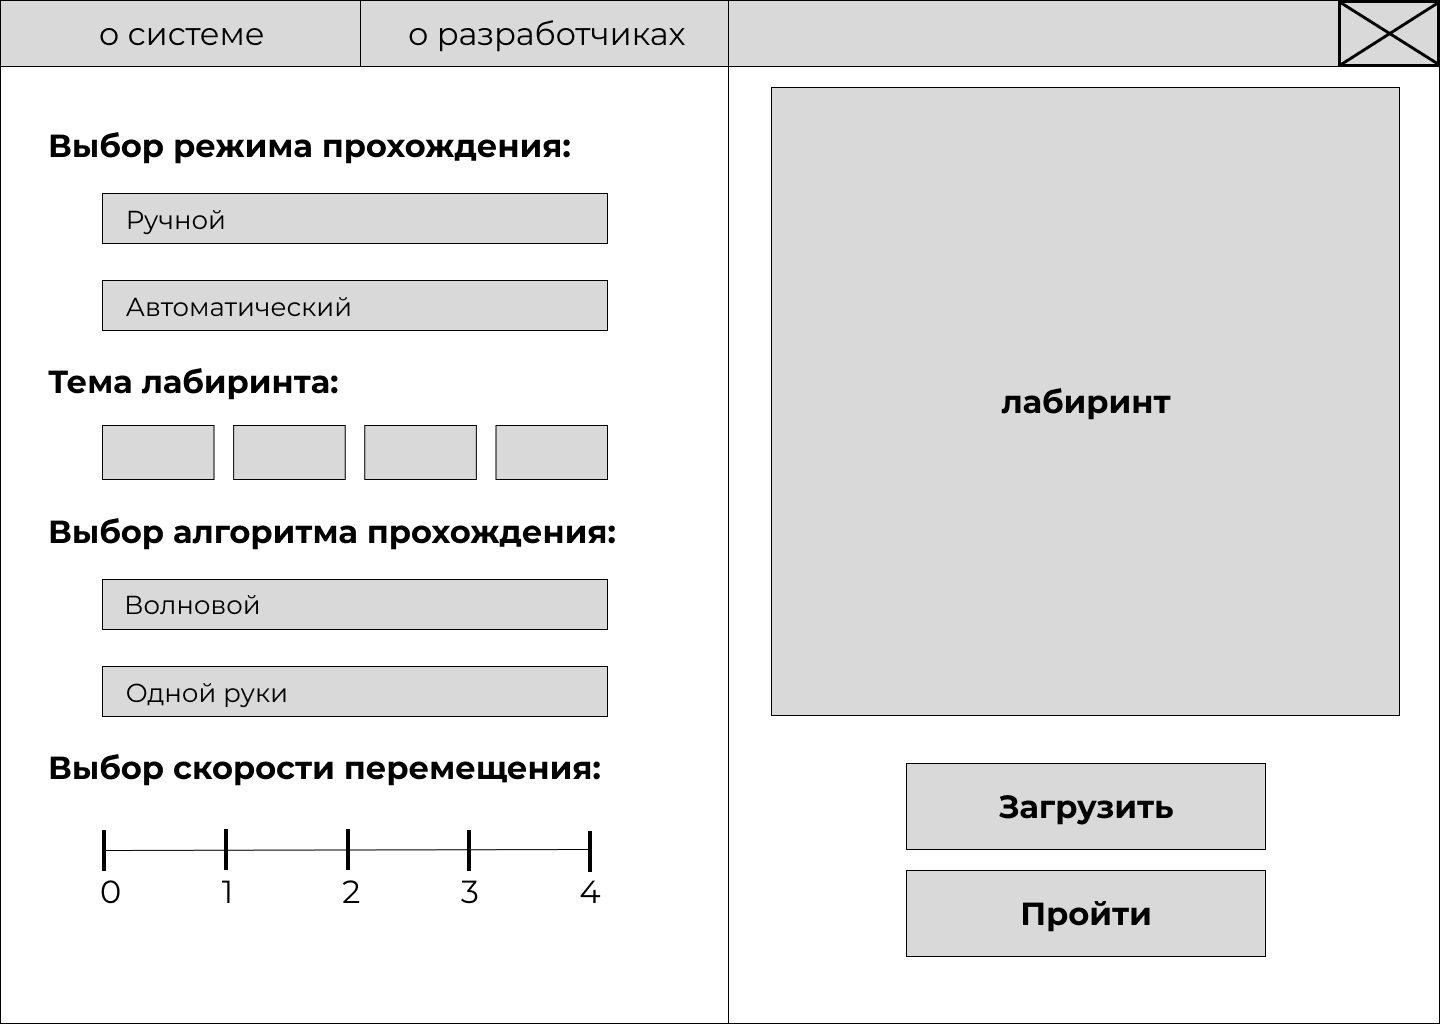 о системе
о разработчиках
Выбор режима прохождения:
Ручной
Автоматический
Тема лабиринта:
Выбор алгоритма прохождения:
Волновой
Одной руки
Выбор скорости перемещения:
0 1 2 3 4
лабиринт
Загрузить
Пройти